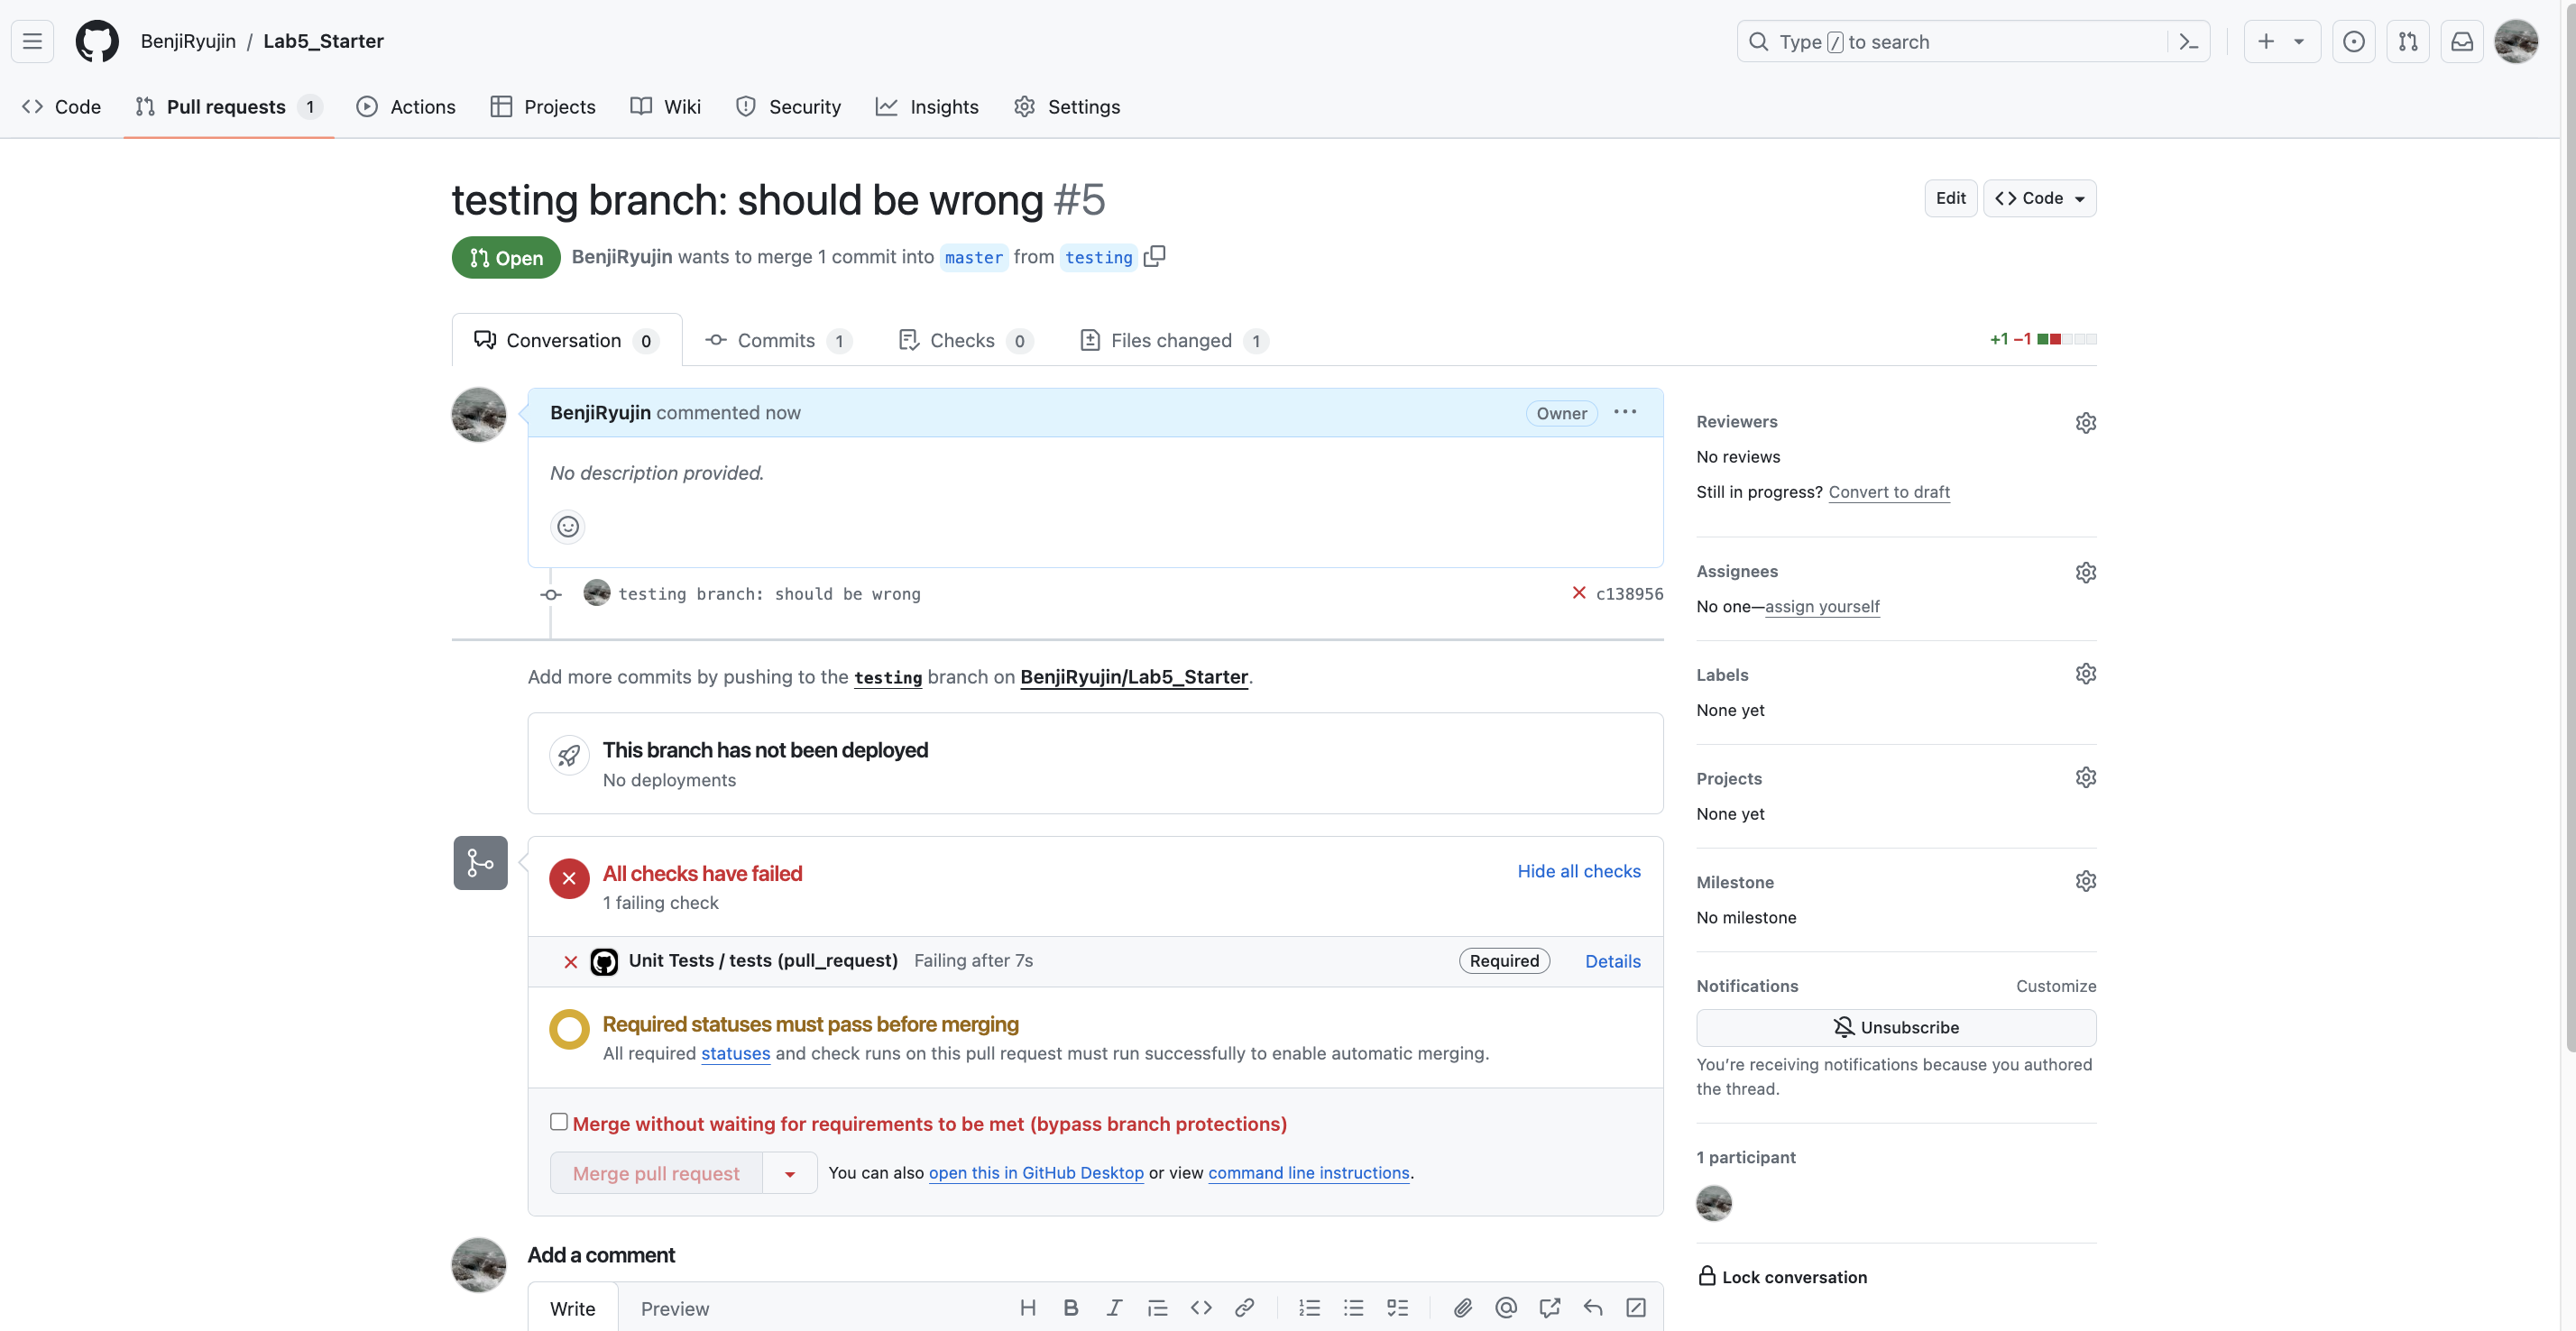 BenjiRyujin / Lab5_Starter
Type / to search
Code
Pull requests 1
Actions
Projects
Wiki
Security
Insights
Settings
testing branch: should be wrong #5
Edit
Code
Open
BenjiRyujin wants to merge 1 commit into master from testing
Conversation 0
Commits 1
Checks 0
Files changed 1
+1 −1
BenjiRyujin commented now
Owner
No description provided.
testing branch: should be wrong
c138956
Add more commits by pushing to the testing branch on BenjiRyujin/Lab5_Starter.
This branch has not been deployed
No deployments
All checks have failed
Hide all checks
1 failing check
Unit Tests / tests (pull_request) Failing after 7s
Required
Details
Required statuses must pass before merging
All required statuses and check runs on this pull request must run successfully to enable automatic merging.
Merge without waiting for requirements to be met (bypass branch protections)
Merge pull request
You can also open this in GitHub Desktop or view command line instructions.
Add a comment
Write
Preview
Reviewers
No reviews
Still in progress? Convert to draft
Assignees
No one—assign yourself
Labels
None yet
Projects
None yet
Milestone
No milestone
Notifications
Customize
Unsubscribe
You’re receiving notifications because you authored
the thread.
1 participant
Lock conversation